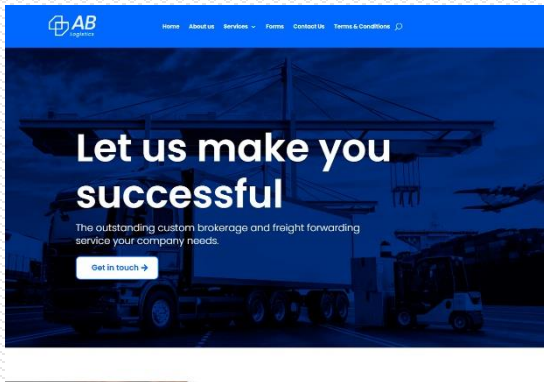 AB
Logistics
Home About us Services Forms Contact Us Terms & Conditions
Let us make you
successful
The outstanding custom brokerage and freight forwarding
service your company needs.
Get in touch →